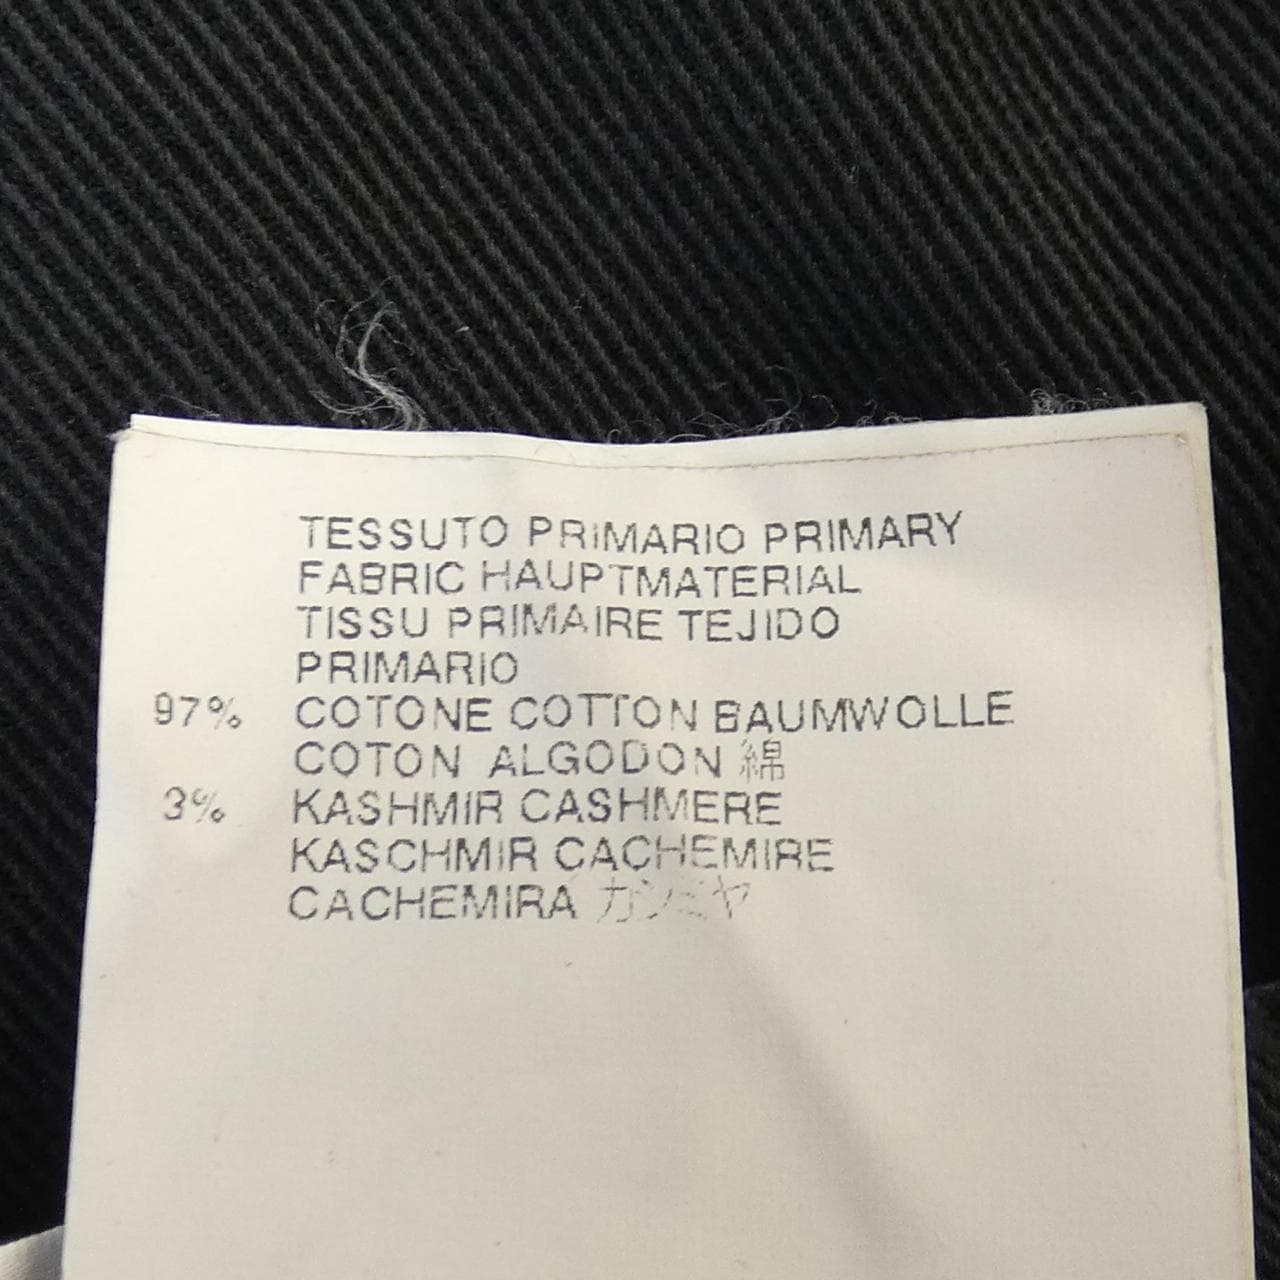 TESSUTO PRIMARIO PRIMARY
FABRIC HAUPTMATERIAL
TISSU PRIMAIRE TEJIDO
PRIMARIO
97% COTONE COTTON BAUMWOLLE
COTON ALGODON 綿
3% KASHMIR CASHMERE
KASCHMIR CACHEMIRE
CACHEMIRA カシミヤ